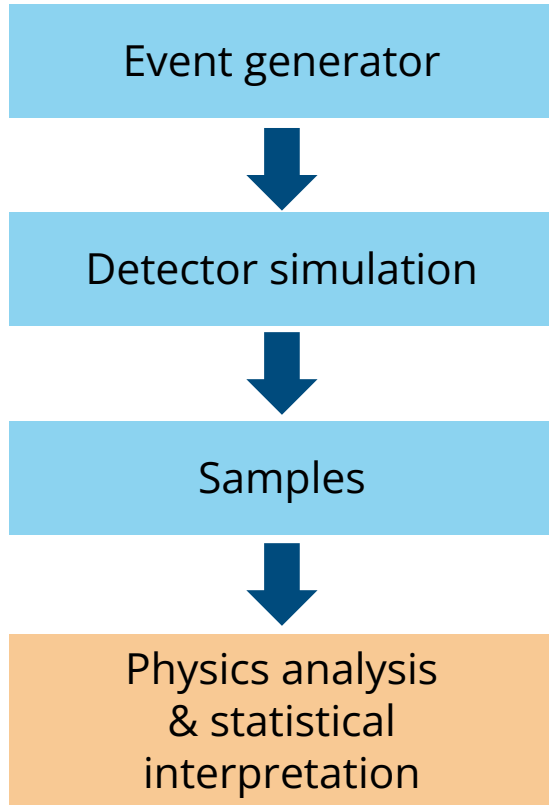 Event generator
Detector simulation
Samples
Physics analysis
& statistical
interpretation